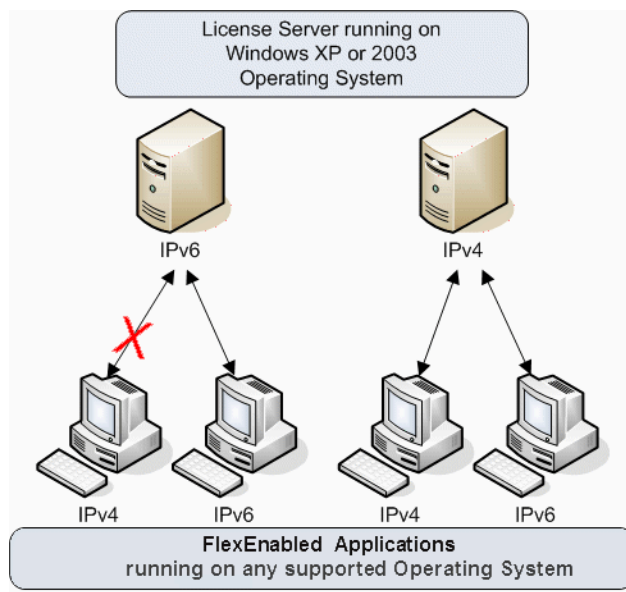 License Server running on
Windows XP or 2003
Operating System
IPv6 IPv4
IPv4 IPv6 IPv4 IPv6
FlexEnabled Applications
running on any supported Operating System